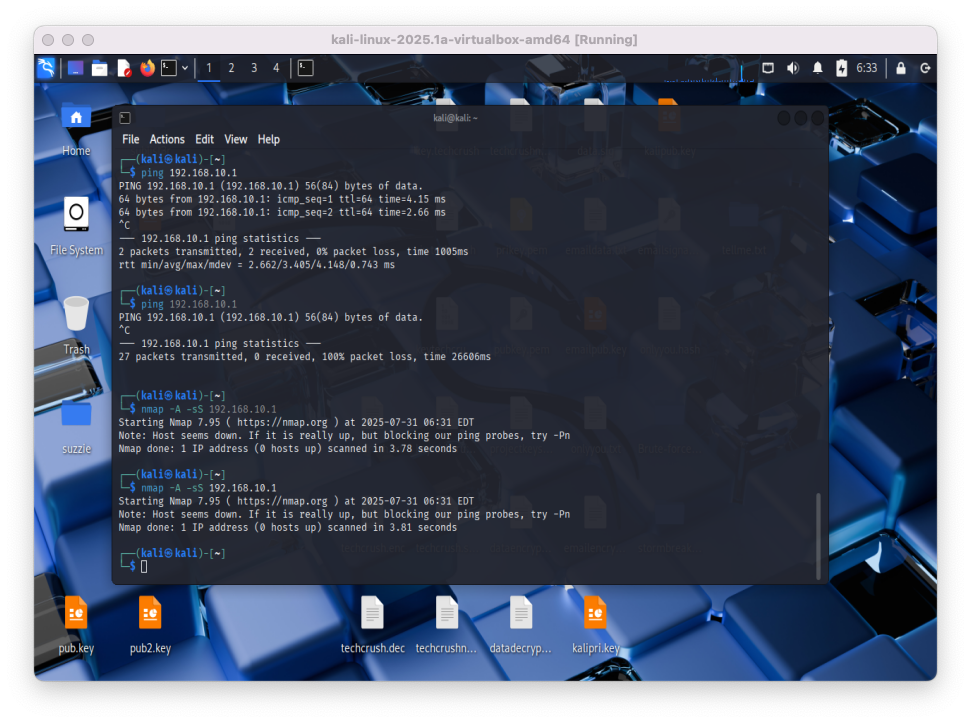 kali-linux-2025.1a-virtualbox-amd64 [Running]
1 2 3 4
6:33
kali@kali: ~
File Actions Edit View Help
┌──(kali㉿kali)-[~]
└─$ ping 192.168.10.1
PING 192.168.10.1 (192.168.10.1) 56(84) bytes of data.
64 bytes from 192.168.10.1: icmp_seq=1 ttl=64 time=4.15 ms
64 bytes from 192.168.10.1: icmp_seq=2 ttl=64 time=2.66 ms
^C
── 192.168.10.1 ping statistics ──
2 packets transmitted, 2 received, 0% packet loss, time 1005ms
rtt min/avg/max/mdev = 2.662/3.405/4.148/0.743 ms
┌──(kali㉿kali)-[~]
└─$ ping 192.168.10.1
PING 192.168.10.1 (192.168.10.1) 56(84) bytes of data.
^C
── 192.168.10.1 ping statistics ──
27 packets transmitted, 0 received, 100% packet loss, time 26606ms
┌──(kali㉿kali)-[~]
└─$ nmap -A -sS 192.168.10.1
Starting Nmap 7.95 ( https://nmap.org ) at 2025-07-31 06:31 EDT
Note: Host seems down. If it is really up, but blocking our ping probes, try -Pn
Nmap done: 1 IP address (0 hosts up) scanned in 3.78 seconds
┌──(kali㉿kali)-[~]
└─$ nmap -A -sS 192.168.10.1
Starting Nmap 7.95 ( https://nmap.org ) at 2025-07-31 06:31 EDT
Note: Host seems down. If it is really up, but blocking our ping probes, try -Pn
Nmap done: 1 IP address (0 hosts up) scanned in 3.81 seconds
┌──(kali㉿kali)-[~]
└─$
Home
File System
Trash
suzzie
pub.key
pub2.key
techcrush.dec
techcrushn...
datadecryp...
kalipri.key